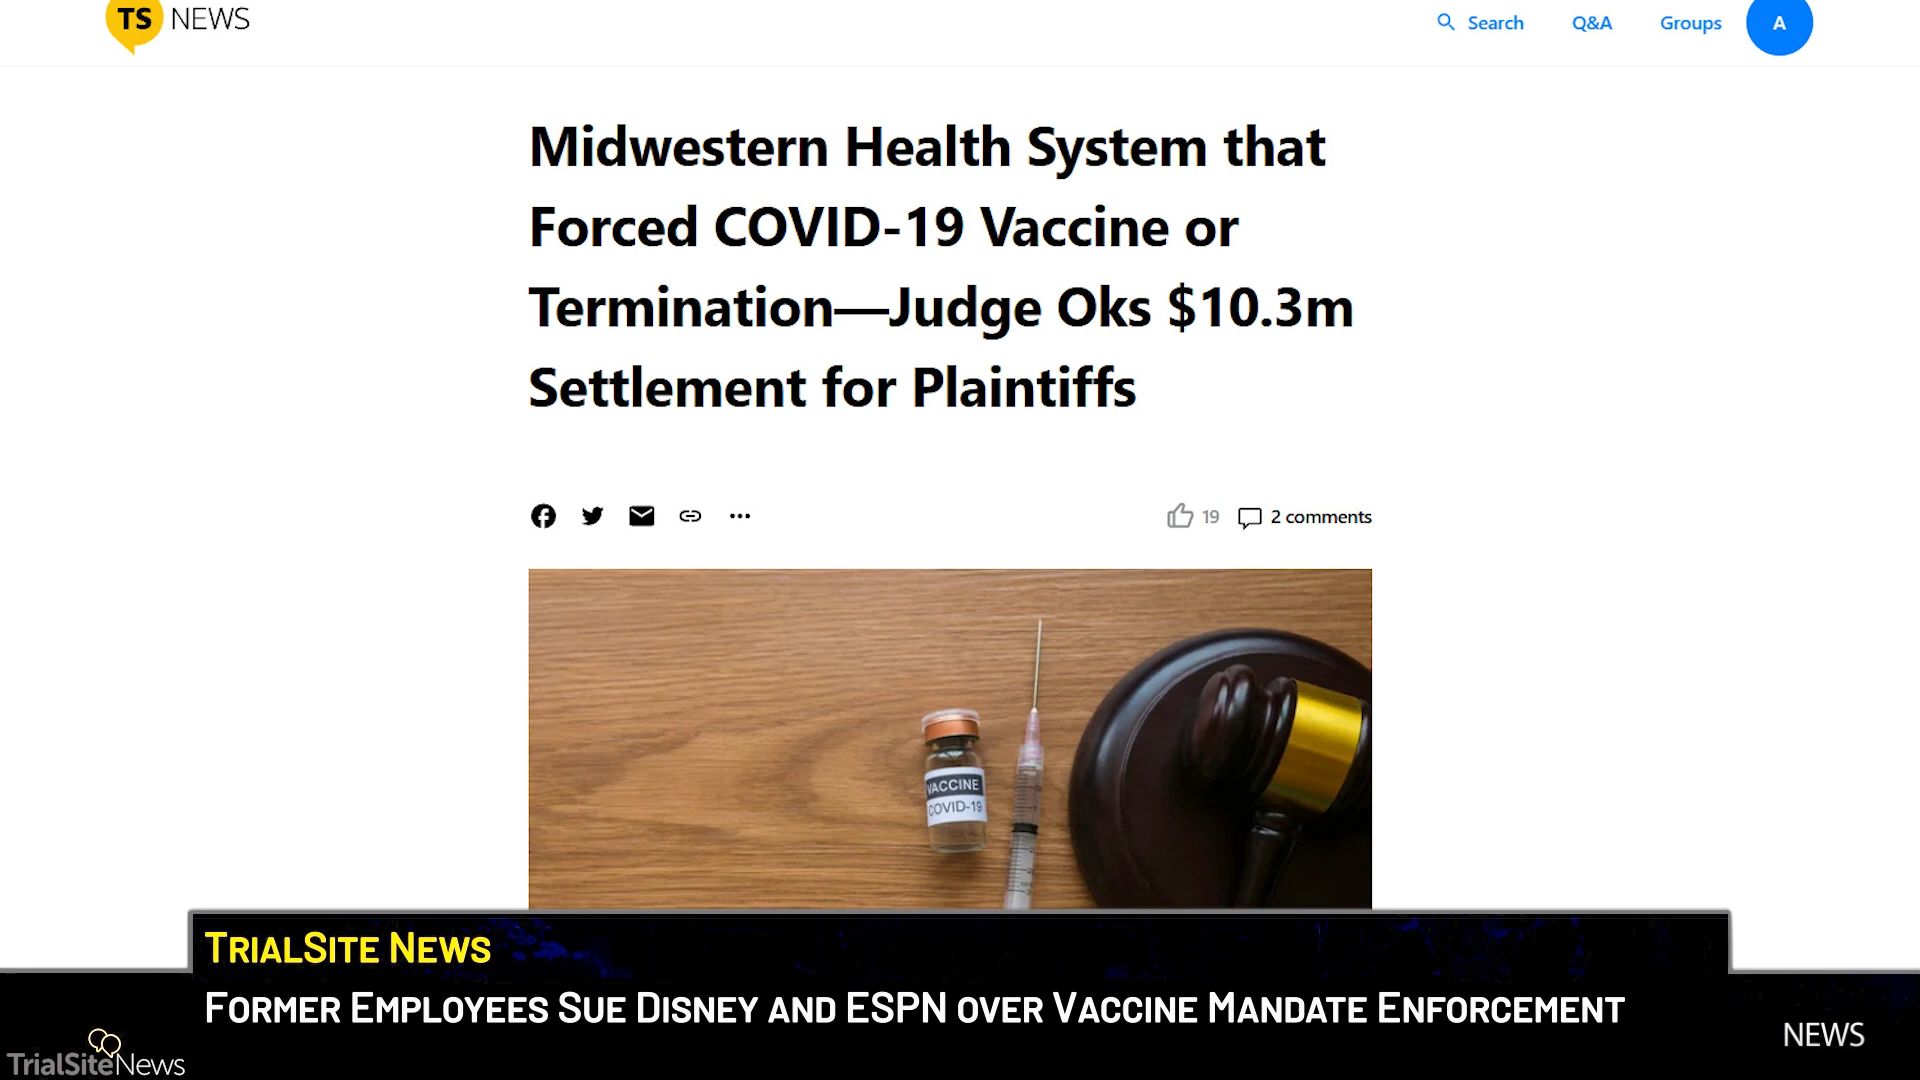 TS NEWS
Search
Q&A
Groups
A
Midwestern Health System that
Forced COVID-19 Vaccine or
Termination—Judge Oks $10.3m
Settlement for Plaintiffs
19
2 comments
VACCINE
COVID-19
TrialSite News
Former Employees Sue Disney and ESPN over Vaccine Mandate Enforcement
TrialSiteNews
NEWS